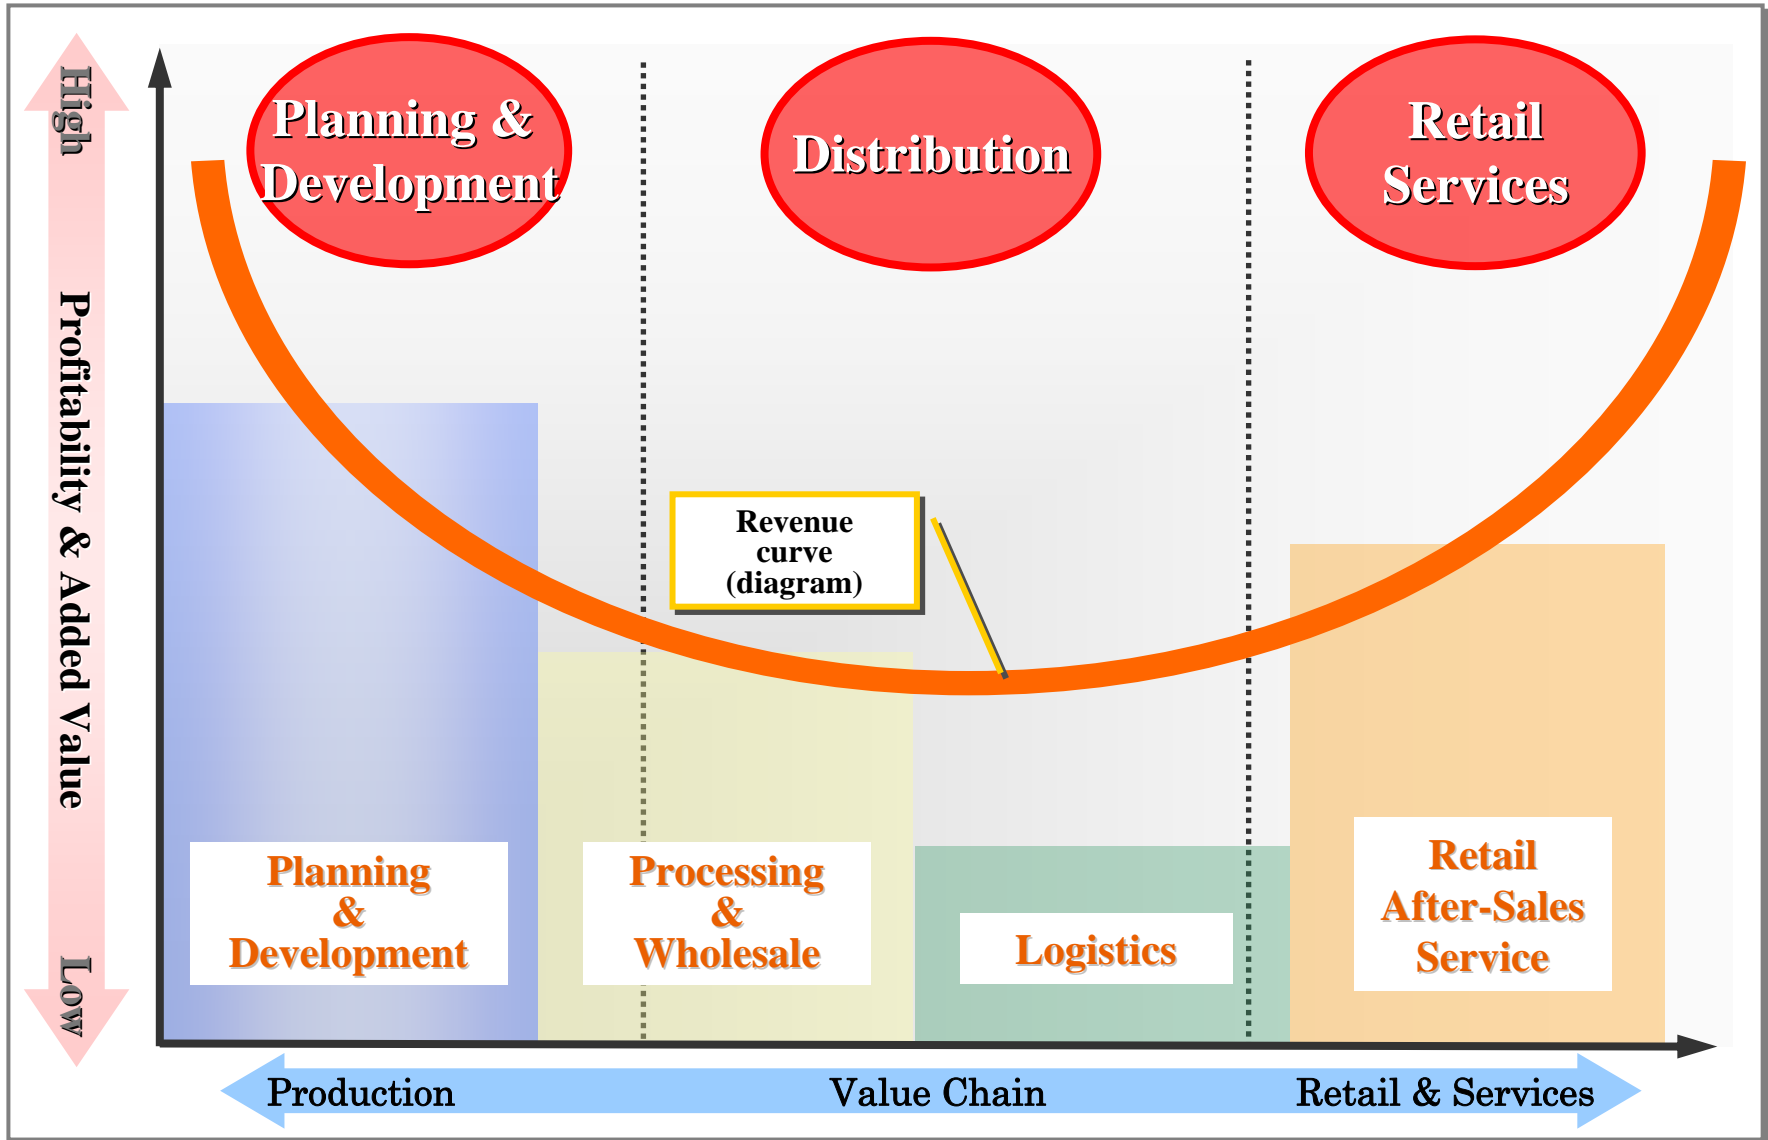 High
Profitability & Added Value
Low
Planning &
Development
Distribution
Retail
Services
Revenue
curve
(diagram)
Planning
&
Development
Processing
&
Wholesale
Logistics
Retail
After-Sales
Service
Production
Value Chain
Retail & Services